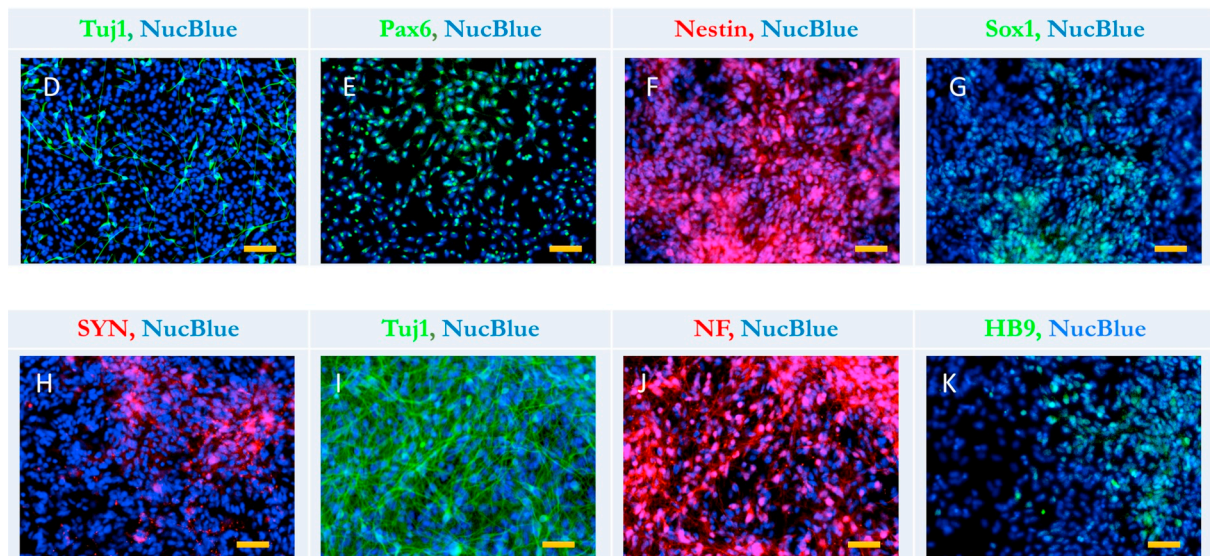 Tuj1, NucBlue
Pax6, NucBlue
Nestin, NucBlue
Sox1, NucBlue
D
E
F
G
SYN, NucBlue
Tuj1, NucBlue
NF, NucBlue
HB9, NucBlue
H
I
J
K